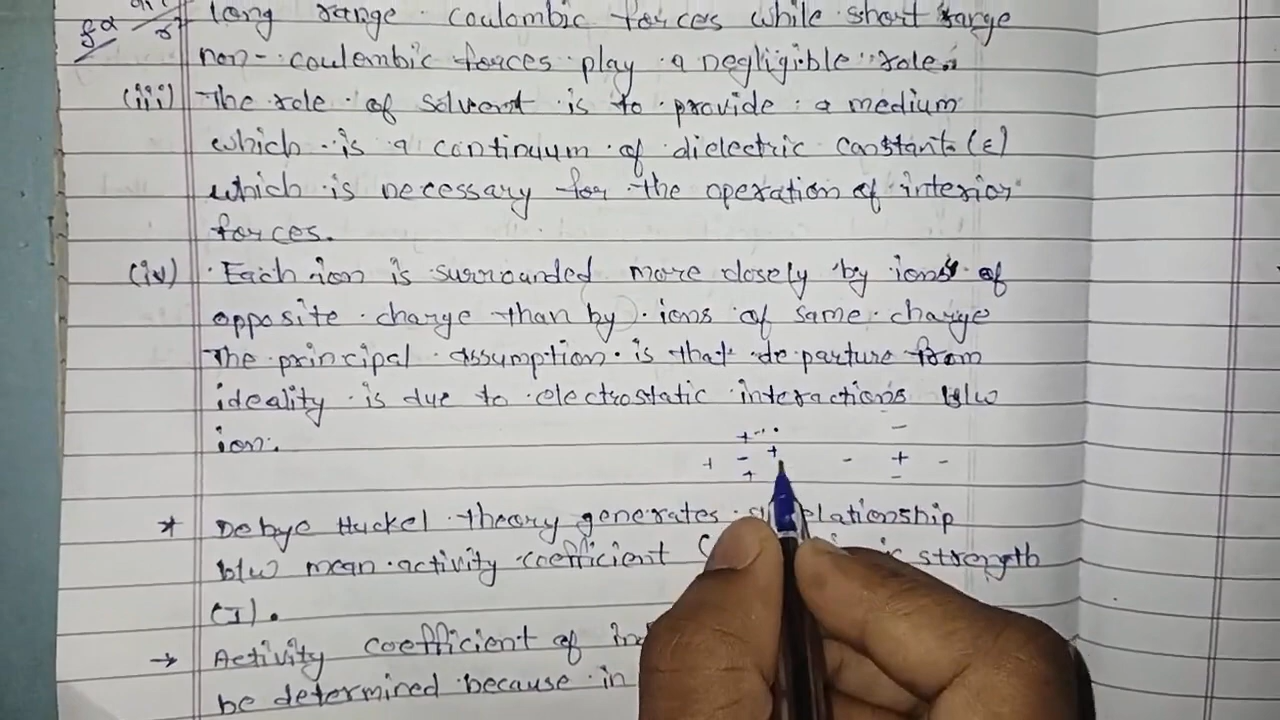 long range. coulombic forces while short range
non-coulombic forces play a negligible role.
(iii) The role of solvent is to provide a medium
which is a continuum of dielectric constant (ε)
which is necessary for the operation of interior
forces.
(iv) Each ion is surrounded more closely by ions of
opposite charge than by ions of same charge
The principal assumption is that departure from
ideality is due to electrostatic interactions b/w
ion.
+ - + + + - - + - -
* Debye Huckel theory generates
b/w mean activity coefficient ( strength
(I).
→ Activity coefficient of
be determined because in